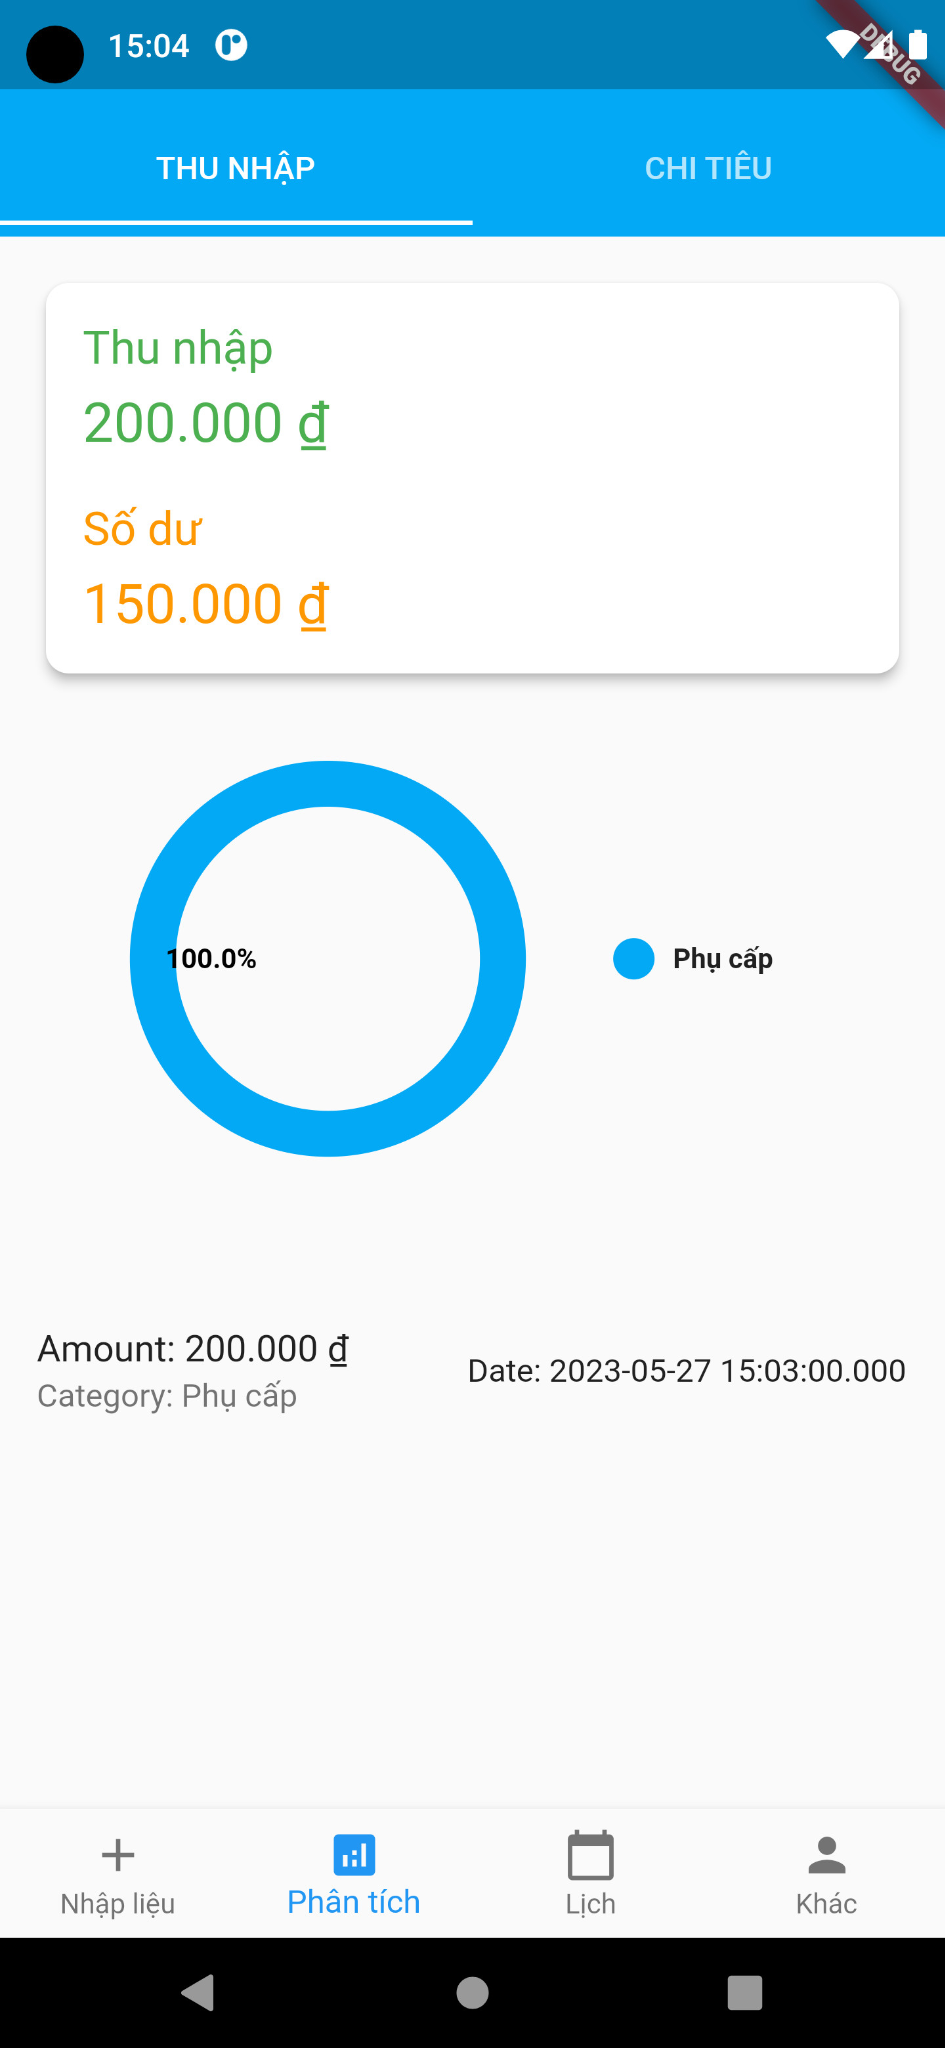 15:04
DEBUG
THU NHẬP
CHI TIÊU
Thu nhập
200.000 ₫
Số dư
150.000 ₫
100.0%
Phụ cấp
Amount: 200.000 ₫
Date: 2023-05-27 15:03:00.000
Category: Phụ cấp
Nhập liệu
Phân tích
Lịch
Khác